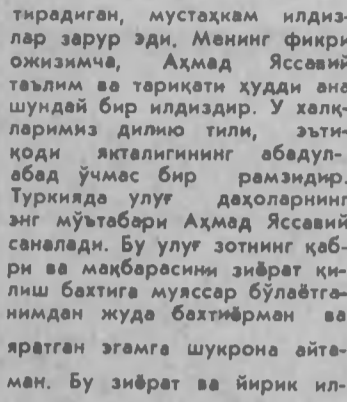 тирадиган, мустаҳкам илдиз-
лар зарур эди. Менинг фикри
ожизимча, Аҳмад Яссавий
таълим ва тариқати худди ана
шундай бир илдиздир. У халқ-
ларимиз дилию тили, эъти-
қоди якталигининг абадул-
абад ўчмас бир рамзидир.
Туркияда улуғ даҳоларнинг
энг мўътабари Аҳмад Яссавий
саналади. Бу улуғ зотнинг қаб-
ри ва мақбарасини зиёрат қи-
лиш бахтига муяссар бўлаётга-
нимдан жуда бахтиёрман ва
яратган эгамга шукрона айта-
ман. Бу зиёрат ва йирик ил-